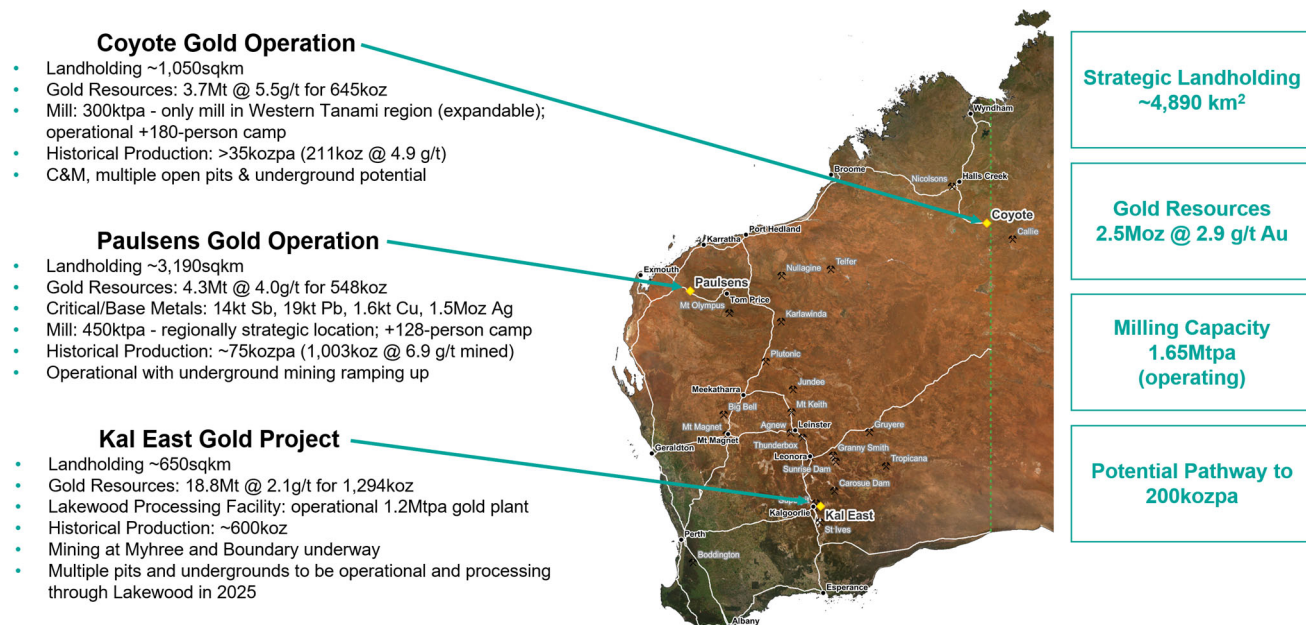 Coyote Gold Operation
• Landholding ~1,050sqkm
• Gold Resources: 3.7Mt @ 5.5g/t for 645koz
• Mill: 300ktpa - only mill in Western Tanami region (expandable);
operational +180-person camp
• Historical Production: >35kozpa (211koz @ 4.9 g/t)
• C&M, multiple open pits & underground potential
Paulsens Gold Operation
• Landholding ~3,190sqkm
• Gold Resources: 4.3Mt @ 4.0g/t for 548koz
• Critical/Base Metals: 14kt Sb, 19kt Pb, 1.6kt Cu, 1.5Moz Ag
• Mill: 450ktpa - regionally strategic location; +128-person camp
• Historical Production: ~75kozpa (1,003koz @ 6.9 g/t mined)
• Operational with underground mining ramping up
Kal East Gold Project
• Landholding ~650sqkm
• Gold Resources: 18.8Mt @ 2.1g/t for 1,294koz
• Lakewood Processing Facility: operational 1.2Mtpa gold plant
• Historical Production: ~600koz
• Mining at Myhree and Boundary underway
• Multiple pits and undergrounds to be operational and processing
through Lakewood in 2025
Wyndham
Broome
Nicolsons
Halls Creek
Coyote
Callie
Port Hedland
Karratha
Exmouth
Nullagine
Telfer
Paulsens
Tom Price
Mt Olympus
Karlawinda
Plutonic
Jundee
Meekatharra
Big Bell
Mt Keith
Mt Magnet
Mt Magnet
Agnew
Leinster
Gruyere
Geraldton
Thunderbox
Leonora
Granny Smith
Sunrise Dam
Tropicana
Carosue Dam
Kalgoorlie
Kal East
St Ives
Perth
Boddington
Esperance
Albany
Strategic Landholding
~4,890 km²
Gold Resources
2.5Moz @ 2.9 g/t Au
Milling Capacity
1.65Mtpa
(operating)
Potential Pathway to
200kozpa